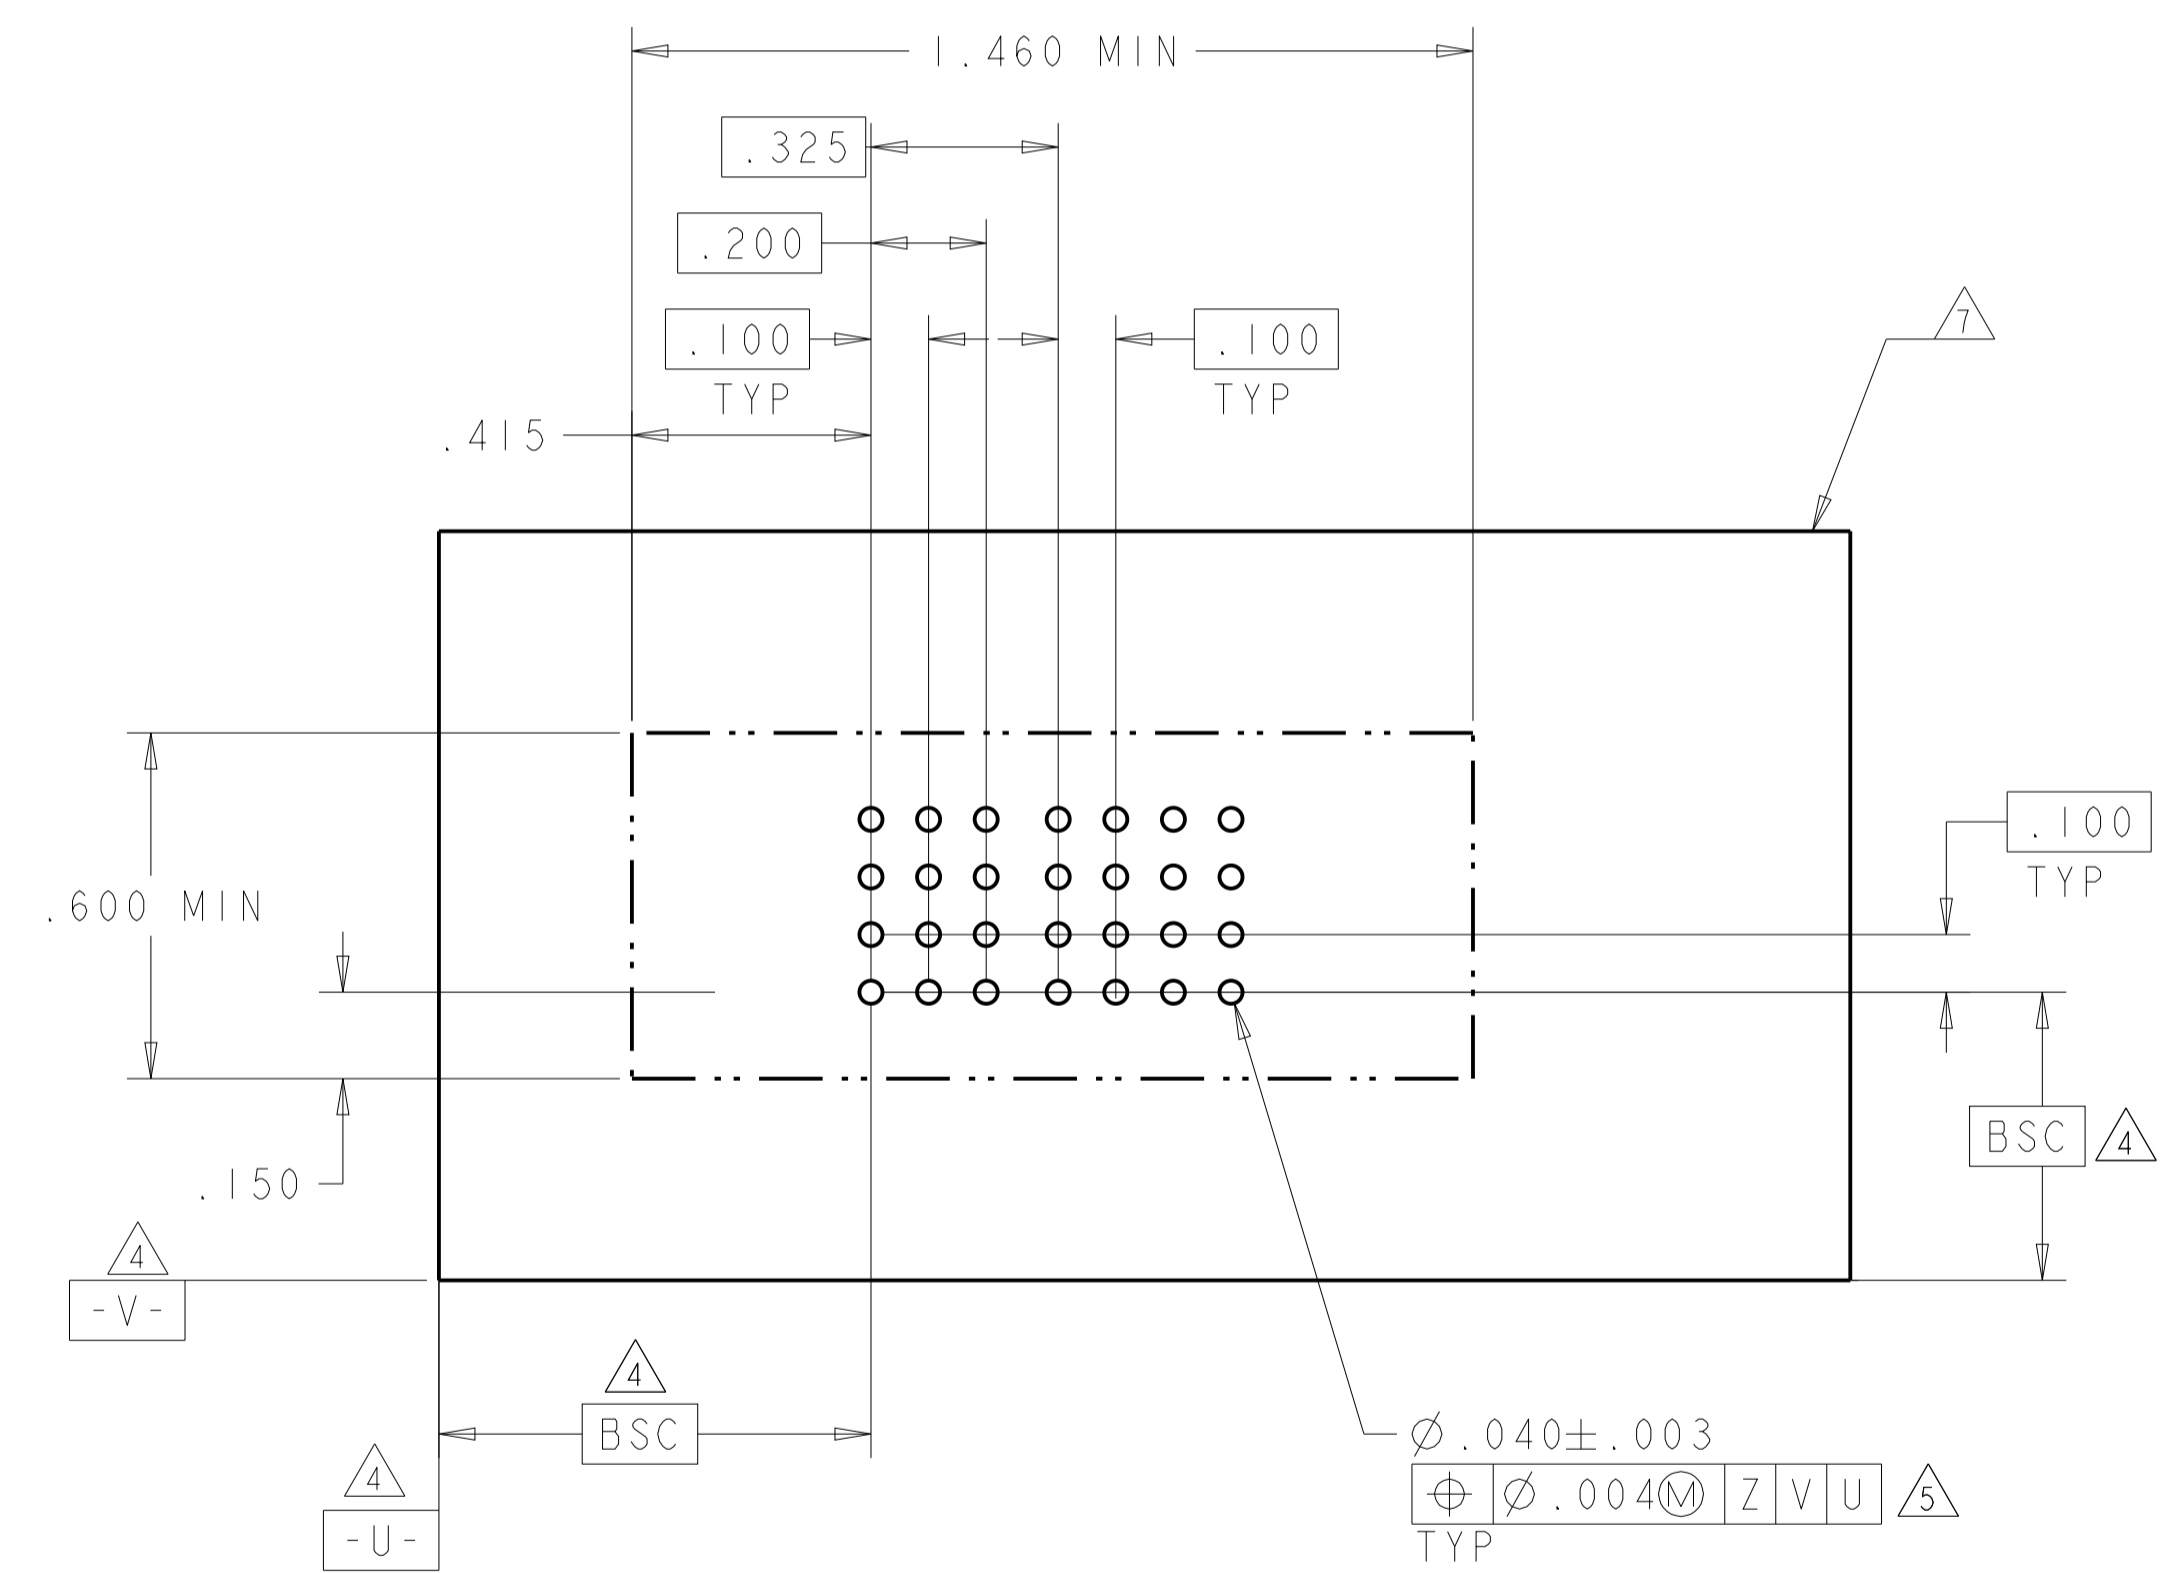 1.460 MIN
.325
.200
.100
TYP
.100
TYP
7
.415
.100
TYP
.600 MIN
BSC 4
.150
4
-V-
4
BSC
4
-U-
⌀.040±.003
⌖ ⌀.004Ⓜ Z V U 5
TYP